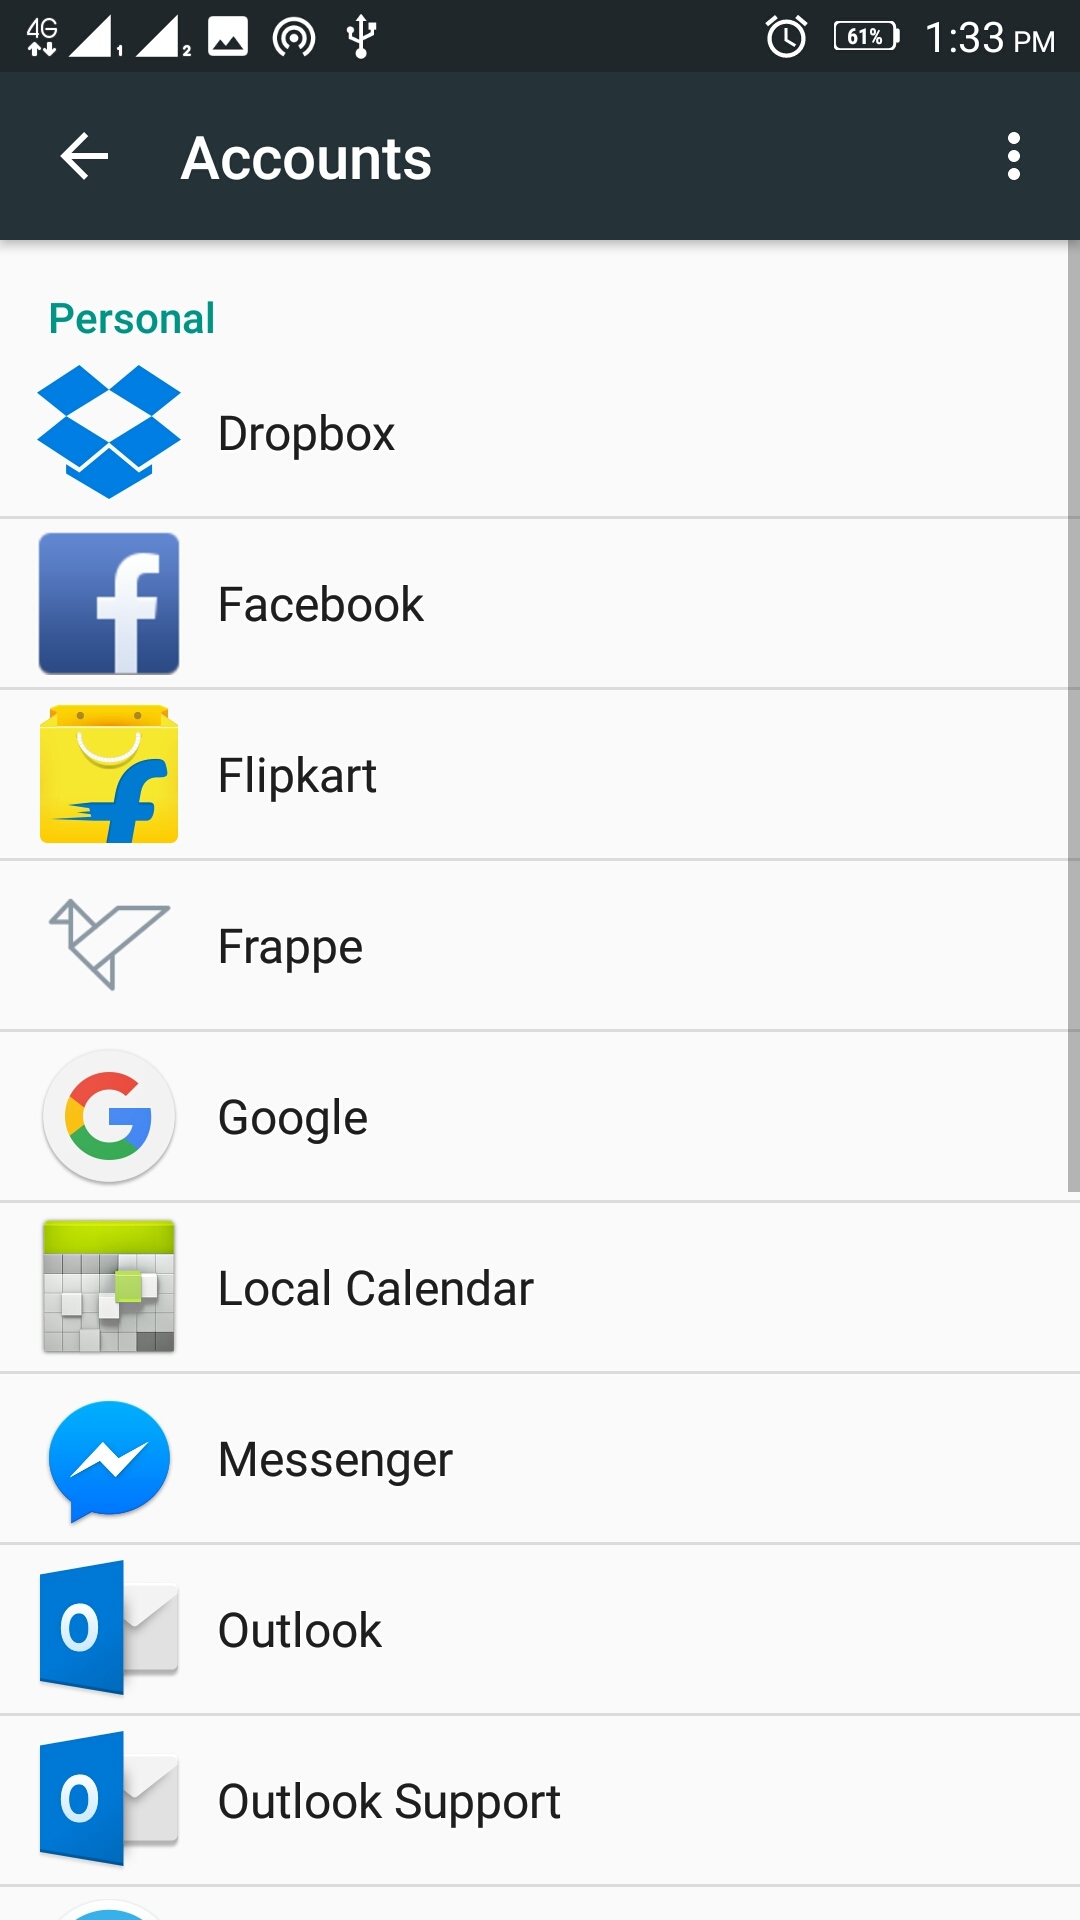 4G 1 2 61% 1:33 PM
Accounts
Personal
Dropbox
Facebook
Flipkart
Frappe
Google
Local Calendar
Messenger
Outlook
Outlook Support